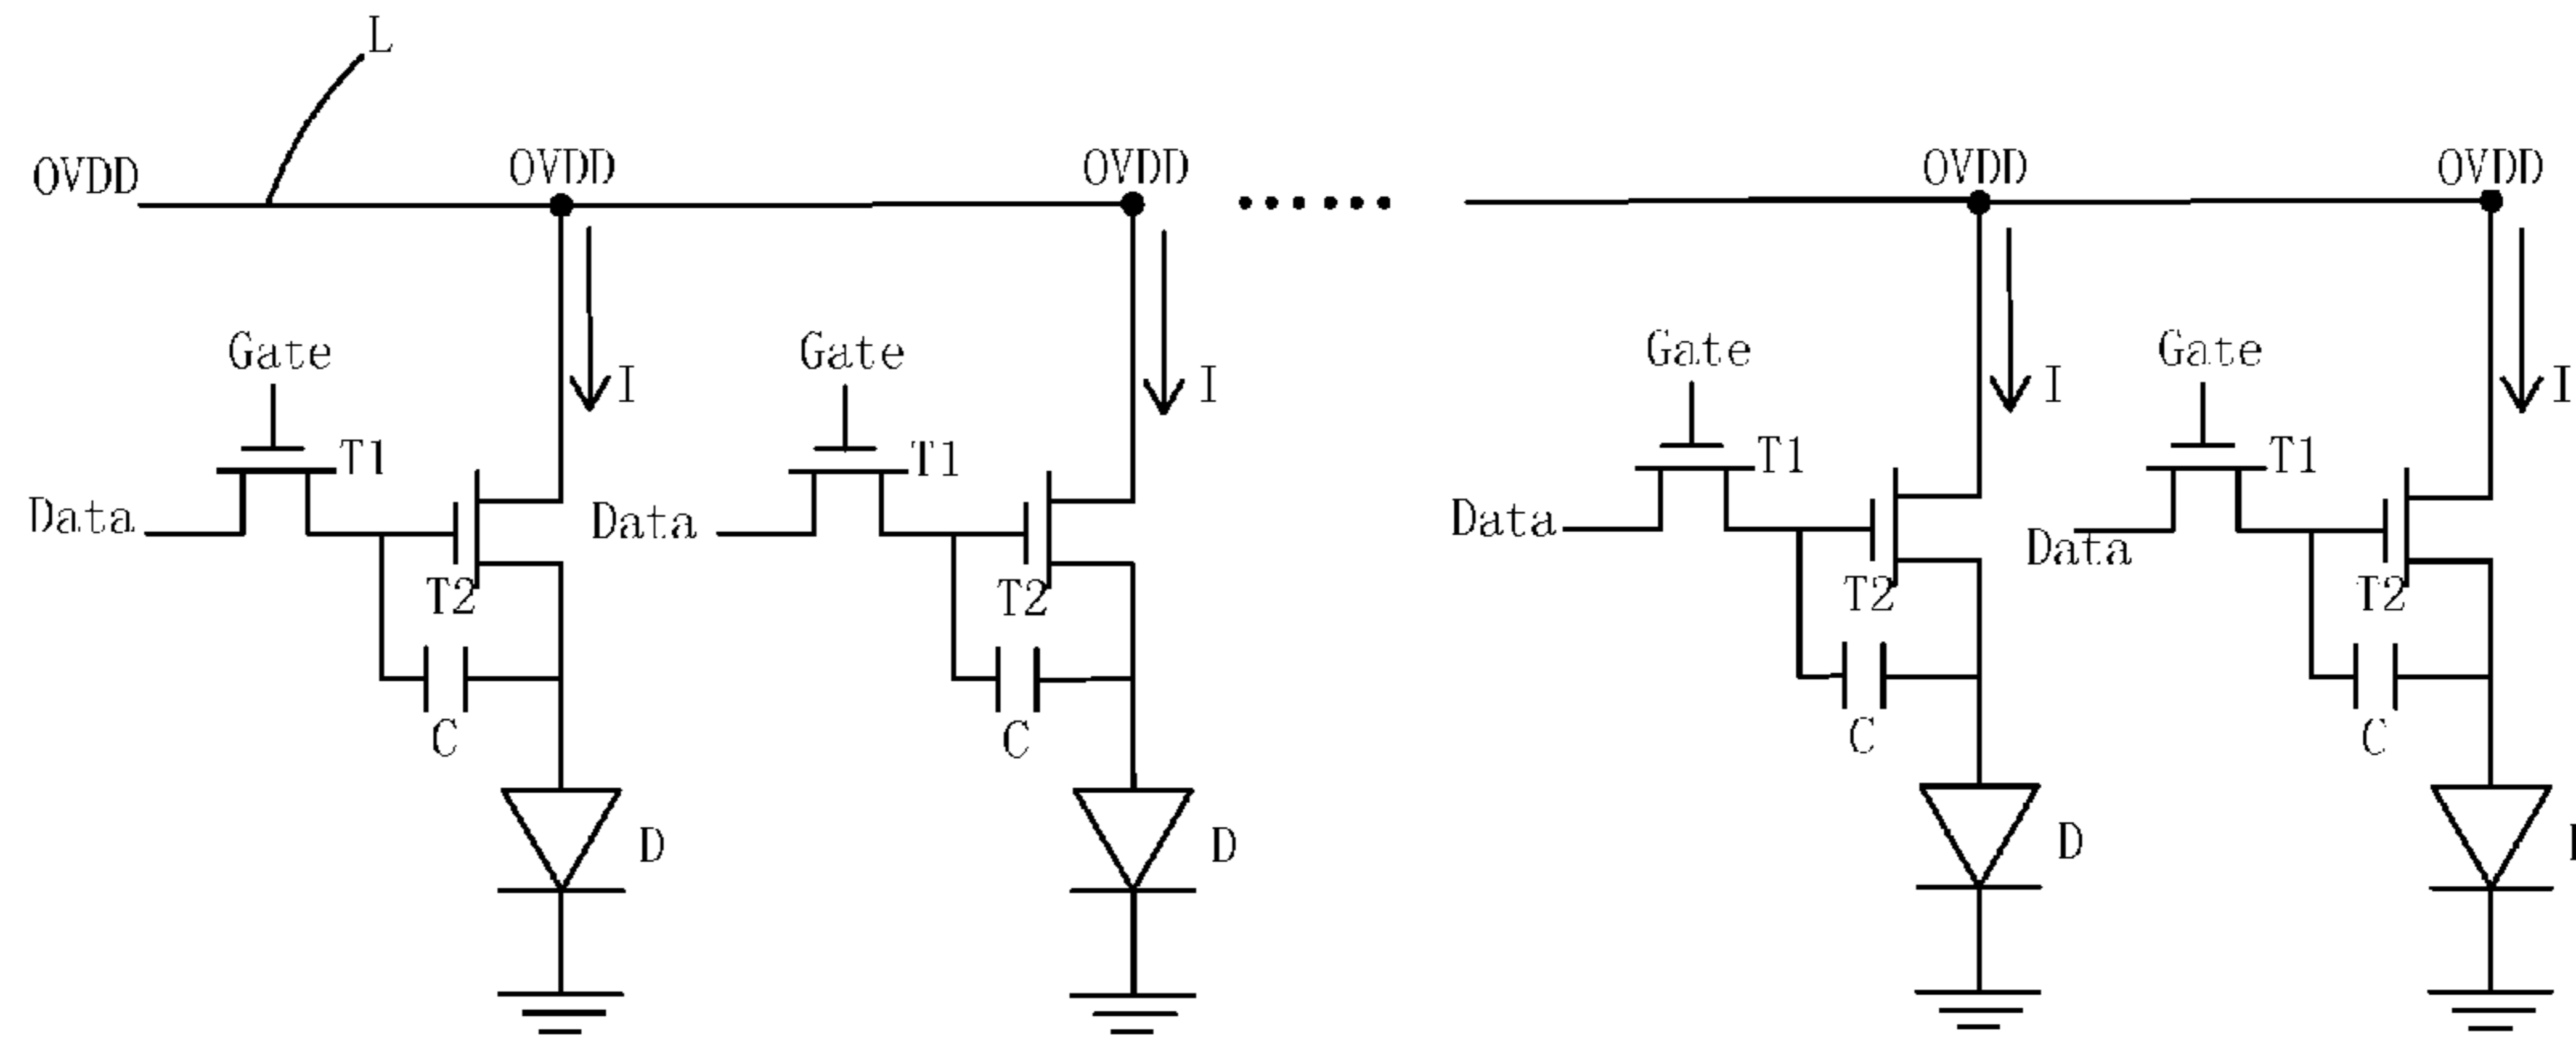 L
OVDD OVDD OVDD OVDD OVDD
I I I I
Gate Gate Gate Gate
T1 T1 T1 T1
Data Data Data Data
T2 T2 T2 T2
C C C C
D D D